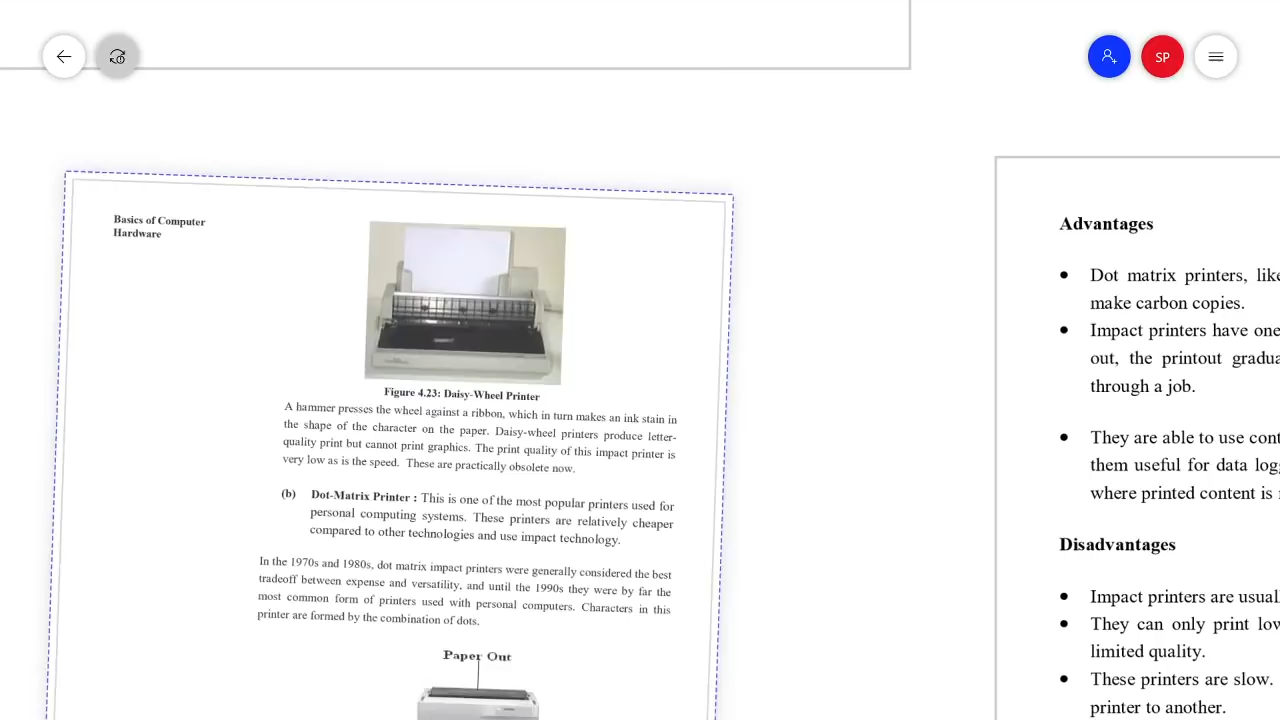 SP
Basics of Computer
Hardware
Figure 4.23: Daisy-Wheel Printer
A hammer presses the wheel against a ribbon, which in turn makes an ink stain in
the shape of the character on the paper. Daisy-wheel printers produce letter-
quality print but cannot print graphics. The print quality of this impact printer is
very low as is the speed. These are practically obsolete now.
(b) Dot-Matrix Printer : This is one of the most popular printers used for
personal computing systems. These printers are relatively cheaper
compared to other technologies and use impact technology.
In the 1970s and 1980s, dot matrix impact printers were generally considered the best
tradeoff between expense and versatility, and until the 1990s they were by far the
most common form of printers used with personal computers. Characters in this
printer are formed by the combination of dots.
Paper Out
Advantages
• Dot matrix printers, like
make carbon copies.
• Impact printers have one
out, the printout gradua
through a job.
• They are able to use cont
them useful for data log
where printed content is
Disadvantages
• Impact printers are usual
• They can only print low
limited quality.
• These printers are slow.
printer to another.